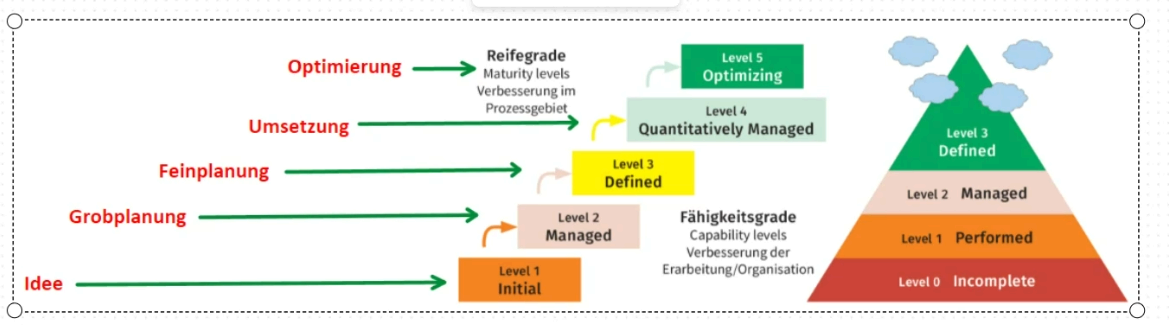 Optimierung
Umsetzung
Feinplanung
Grobplanung
Idee
Reifegrade
Maturity levels
Verbesserung im
Prozessgebiet
Level 5
Optimizing
Level 4
Quantitatively Managed
Level 3
Defined
Level 2
Managed
Level 1
Initial
Fähigkeitsgrade
Capability levels
Verbesserung der
Erarbeitung/Organisation
Level 3
Defined
Level 2 Managed
Level 1 Performed
Level 0 Incomplete